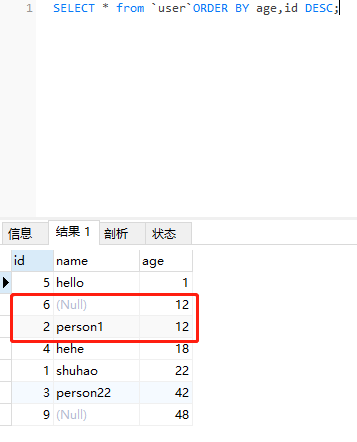 1 SELECT * from `user`ORDER BY age,id DESC;
信息 结果 1 剖析 状态
id name age
5 hello 1
6 (Null) 12
2 person1 12
4 hehe 18
1 shuhao 22
3 person22 42
9 (Null) 48